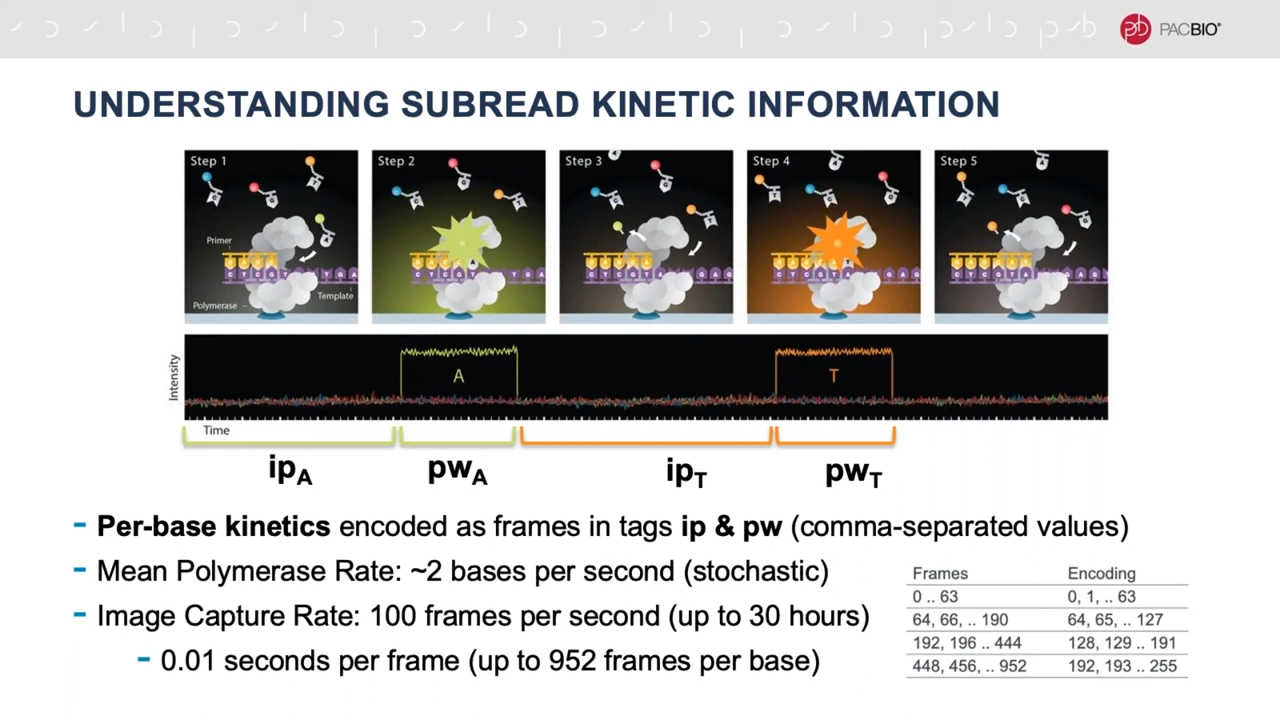 PACBIO®
UNDERSTANDING SUBREAD KINETIC INFORMATION
Step 1
Step 2
Step 3
Step 4
Step 5
Primer
Template
Polymerase
Intensity
A
T
Time
ipA
pwA
ipT
pwT
- Per-base kinetics encoded as frames in tags ip & pw (comma-separated values)
- Mean Polymerase Rate: ~2 bases per second (stochastic)
- Image Capture Rate: 100 frames per second (up to 30 hours)
- 0.01 seconds per frame (up to 952 frames per base)
Frames Encoding
0 .. 63 0, 1, .. 63
64, 66, .. 190 64, 65, .. 127
192, 196 .. 444 128, 129 .. 191
448, 456, .. 952 192, 193 .. 255